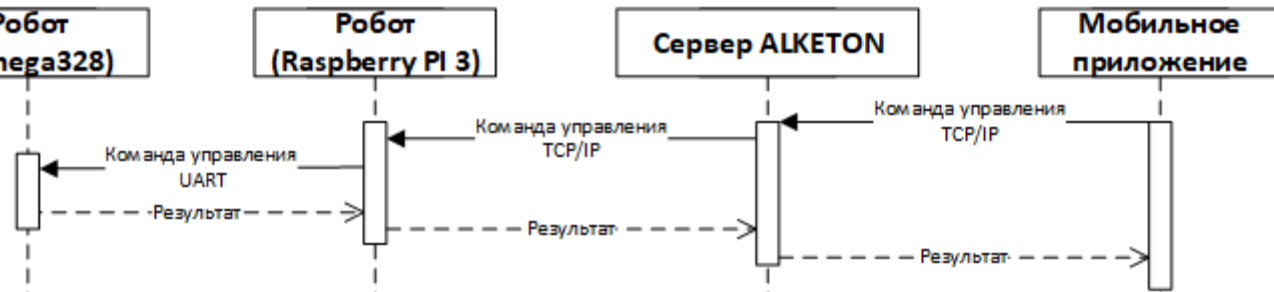 Робот
mega328)
Робот
(Raspberry PI 3)
Сервер ALKETON
Мобильное
приложение
Команда управления
TCP/IP
Команда управления
TCP/IP
Команда управления
UART
Результат
Результат
Результат